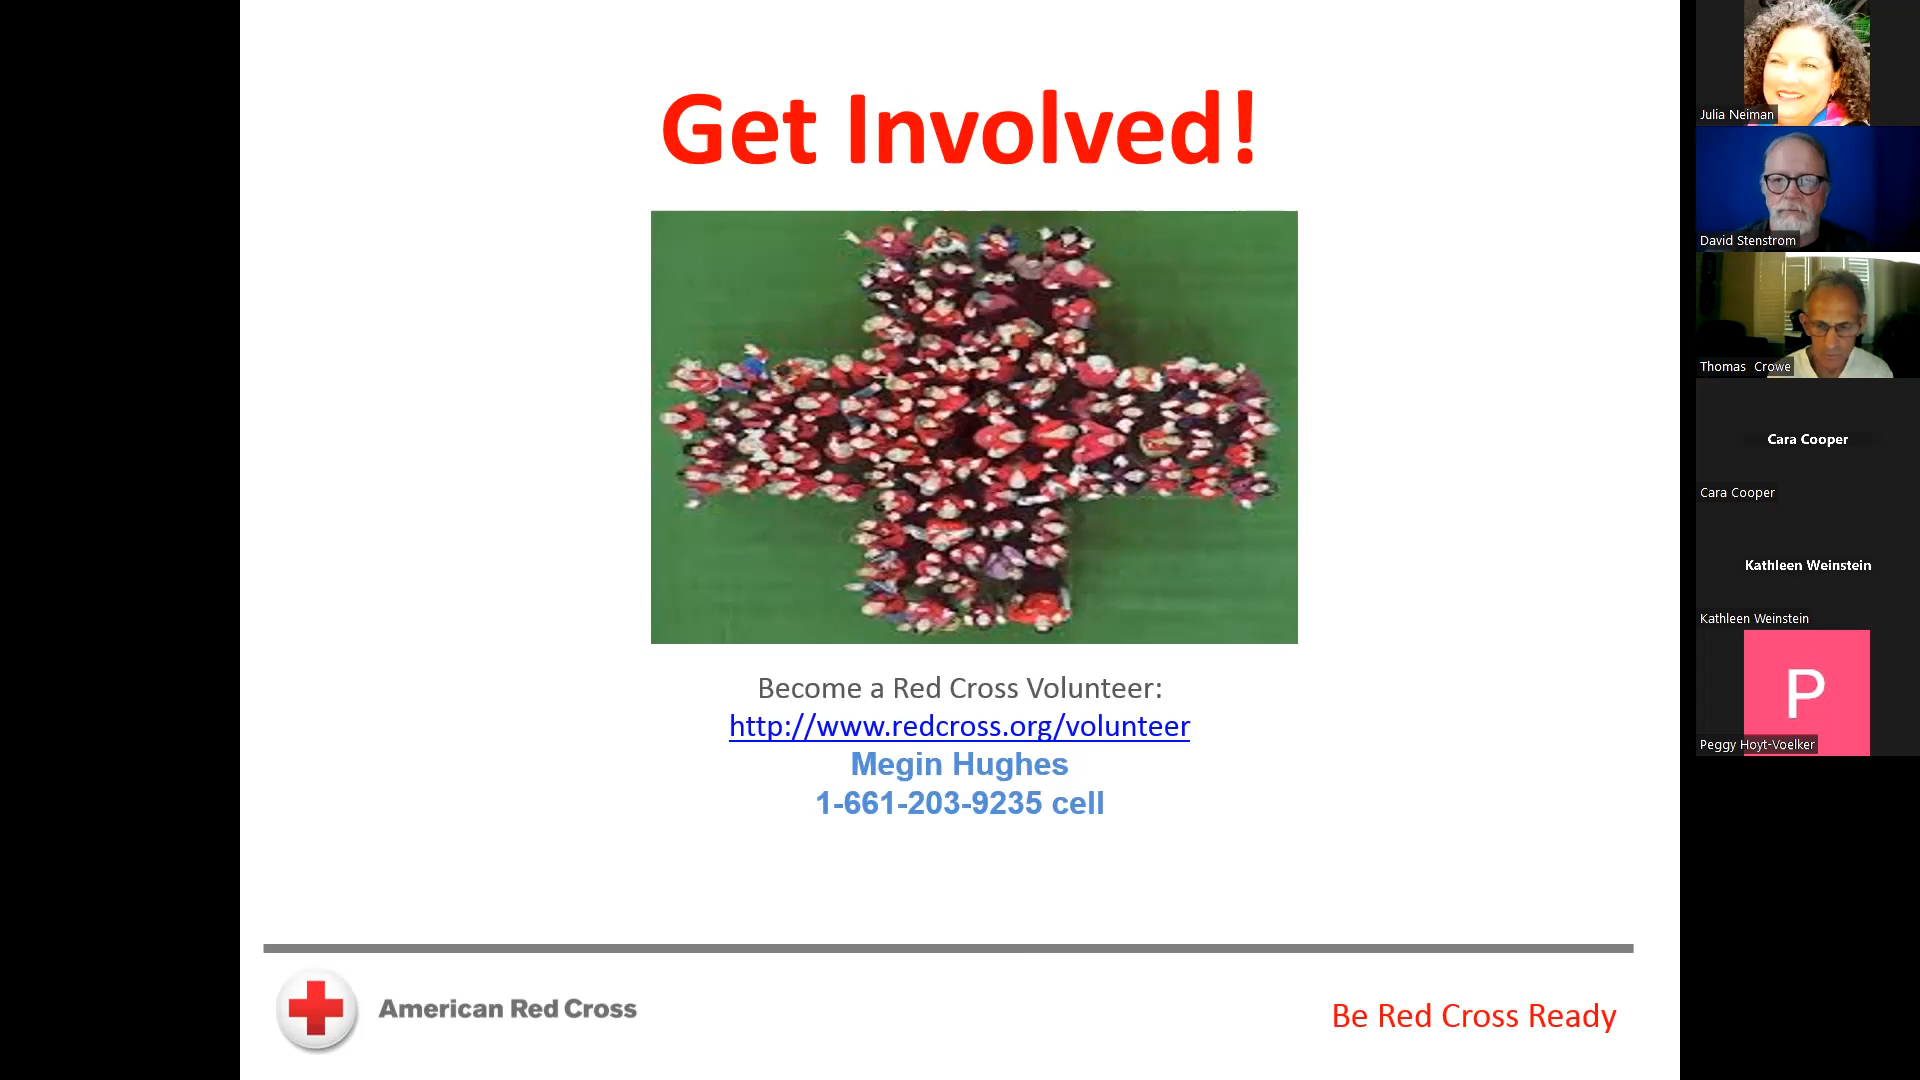 Get Involved!
Become a Red Cross Volunteer:
http://www.redcross.org/volunteer
Megin Hughes
1-661-203-9235 cell
American Red Cross
Be Red Cross Ready
Julia Neiman
David Stenstrom
Thomas Crowe
Cara Cooper
Cara Cooper
Kathleen Weinstein
Kathleen Weinstein
P
Peggy Hoyt-Voelker